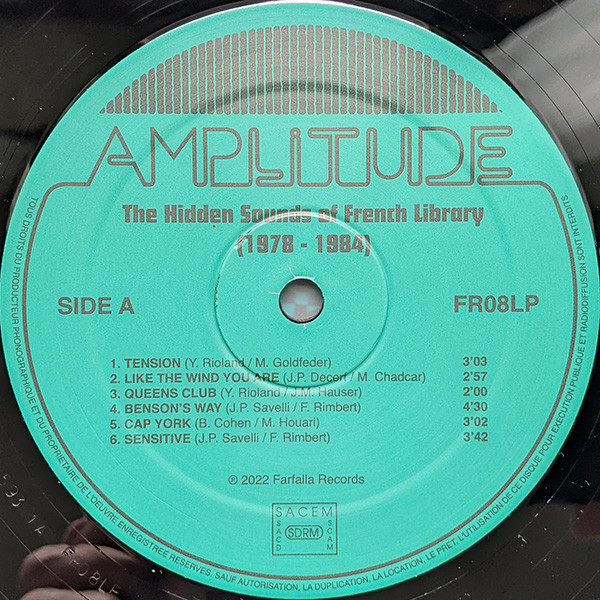 AMPLITUDE
The Hidden Sounds of French Library
(1978 - 1984)
SIDE A
FR08LP
1. TENSION (Y. Rioland / M. Goldfeder) 3'03
2. LIKE THE WIND YOU ARE (J.P. Decerf / M. Chadcar) 2'57
3. QUEENS CLUB (Y. Rioland / J.M. Hauser) 2'00
4. BENSON'S WAY (J.P. Savelli / F. Rimbert) 4'30
5. CAP YORK (B. Cohen / M. Houari) 3'02
6. SENSITIVE (J.P. Savelli / F. Rimbert) 3'42
℗ 2022 Farfalla Records
SACEM
SACD
SDRM
SCAM
TOUS DROITS DU PRODUCTEUR PHONOGRAPHIQUE ET DU PROPRIETAIRE DE L'OEUVRE ENREGISTREE RESERVES, SAUF AUTORISATION, LA DUPLICATION, LA LOCATION, LE PRET, L'UTILISATION DE CE DISQUE POUR EXECUTION PUBLIQUE ET RADIODIFFUSION SONT INTERDITS.
FR08LP